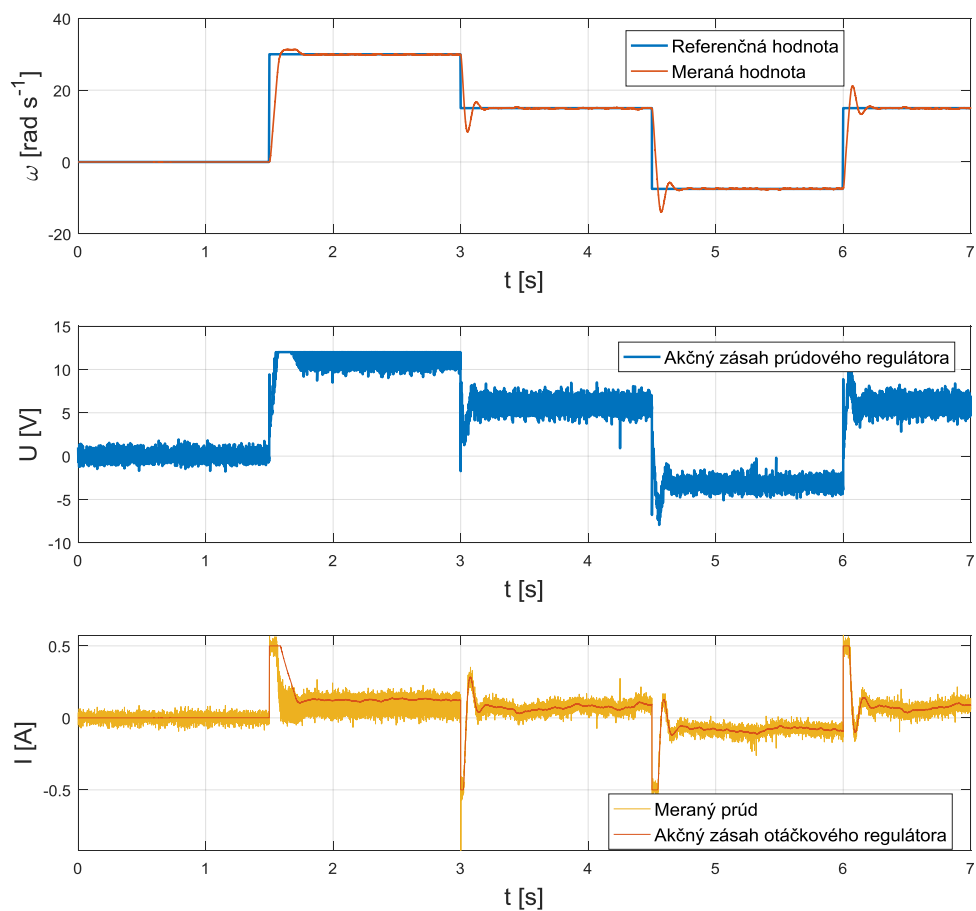 40
20
0
-20
ω [rad s-1]
Referenčná hodnota
Meraná hodnota
0 1 2 3 4 5 6 7
t [s]
15
10
5
0
-5
-10
U [V]
Akčný zásah prúdového regulátora
0 1 2 3 4 5 6 7
t [s]
0.5
0
-0.5
I [A]
Meraný prúd
Akčný zásah otáčkového regulátora
0 1 2 3 4 5 6 7
t [s]